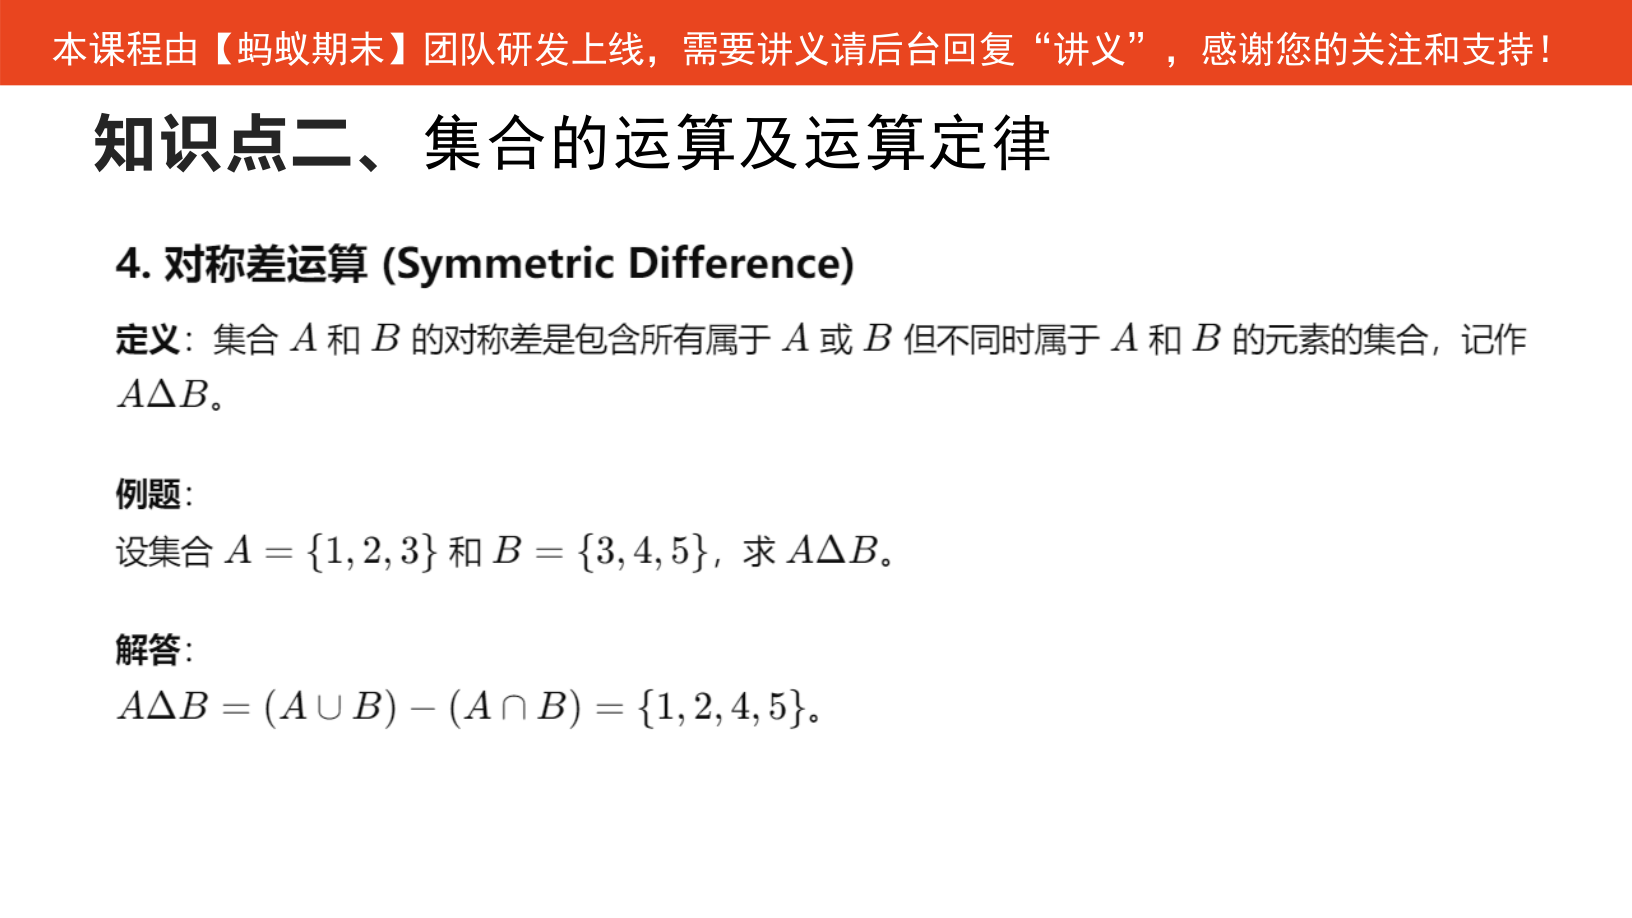 本课程由【蚂蚁期末】团队研发上线，需要讲义请后台回复“讲义”，感谢您的关注和支持！
知识点二、集合的运算及运算定律
4. 对称差运算 (Symmetric Difference)
定义：集合 A 和 B 的对称差是包含所有属于 A 或 B 但不同时属于 A 和 B 的元素的集合，记作
AΔB。
例题：
设集合 A = {1, 2, 3} 和 B = {3, 4, 5}，求 AΔB。
解答：
AΔB = (A ∪ B) − (A ∩ B) = {1, 2, 4, 5}。